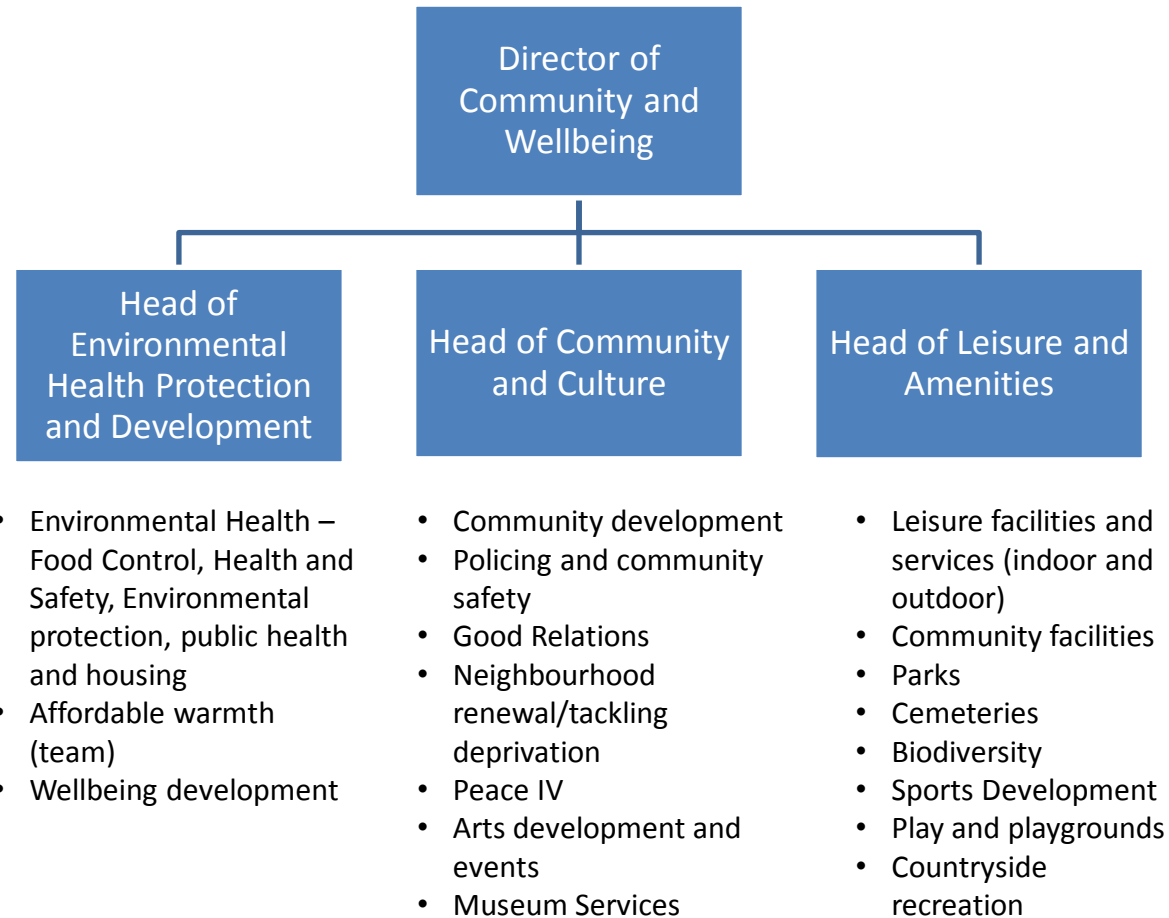 Director of
Community and
Wellbeing
Head of
Environmental
Health Protection
and Development
Head of Community
and Culture
Head of Leisure and
Amenities
• Environmental Health –
Food Control, Health and
Safety, Environmental
protection, public health
and housing
• Affordable warmth
(team)
• Wellbeing development
• Community development
• Policing and community
safety
• Good Relations
• Neighbourhood
renewal/tackling
deprivation
• Peace IV
• Arts development and
events
• Museum Services
• Leisure facilities and
services (indoor and
outdoor)
• Community facilities
• Parks
• Cemeteries
• Biodiversity
• Sports Development
• Play and playgrounds
• Countryside
recreation